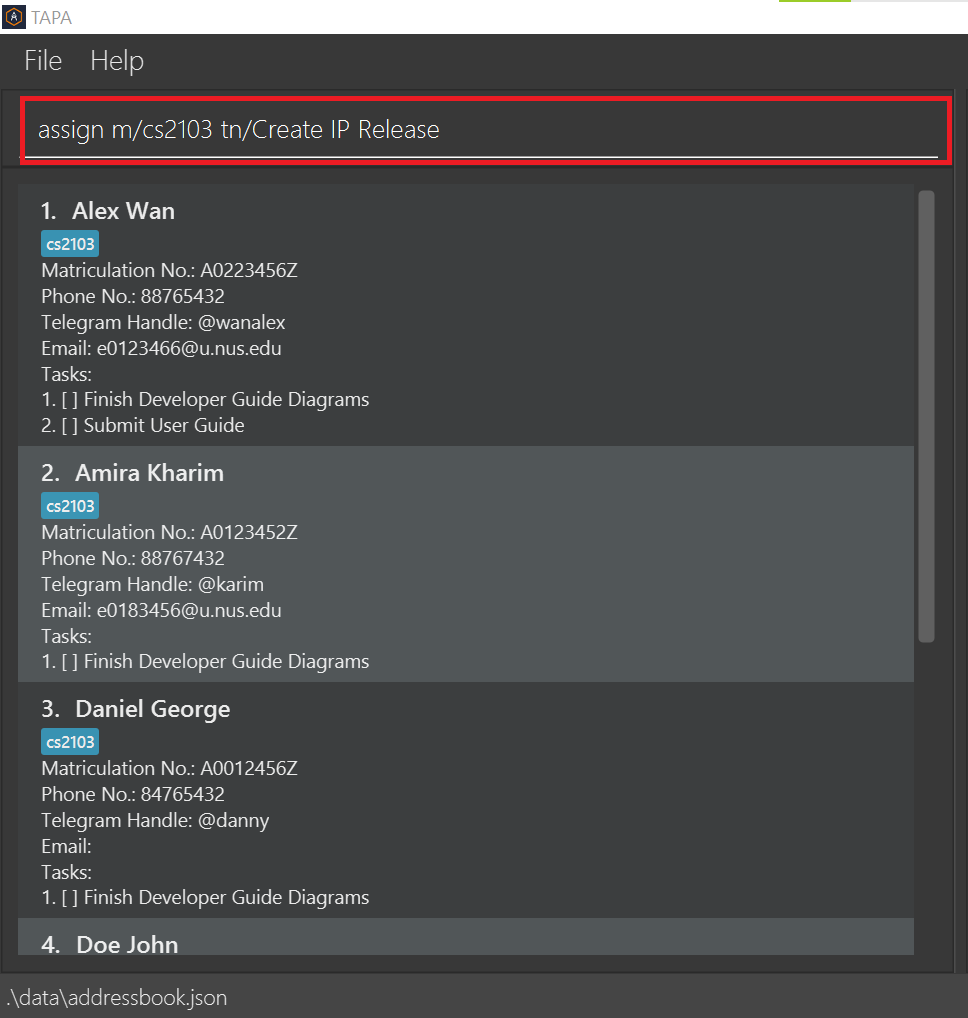 TAPA
File Help
assign m/cs2103 tn/Create IP Release
1. Alex Wan
cs2103
Matriculation No.: A0223456Z
Phone No.: 88765432
Telegram Handle: @wanalex
Email: e0123466@u.nus.edu
Tasks:
1. [ ] Finish Developer Guide Diagrams
2. [ ] Submit User Guide
2. Amira Kharim
cs2103
Matriculation No.: A0123452Z
Phone No.: 88767432
Telegram Handle: @karim
Email: e0183456@u.nus.edu
Tasks:
1. [ ] Finish Developer Guide Diagrams
3. Daniel George
cs2103
Matriculation No.: A0012456Z
Phone No.: 84765432
Telegram Handle: @danny
Email:
Tasks:
1. [ ] Finish Developer Guide Diagrams
4. Doe John
.\data\addressbook.json